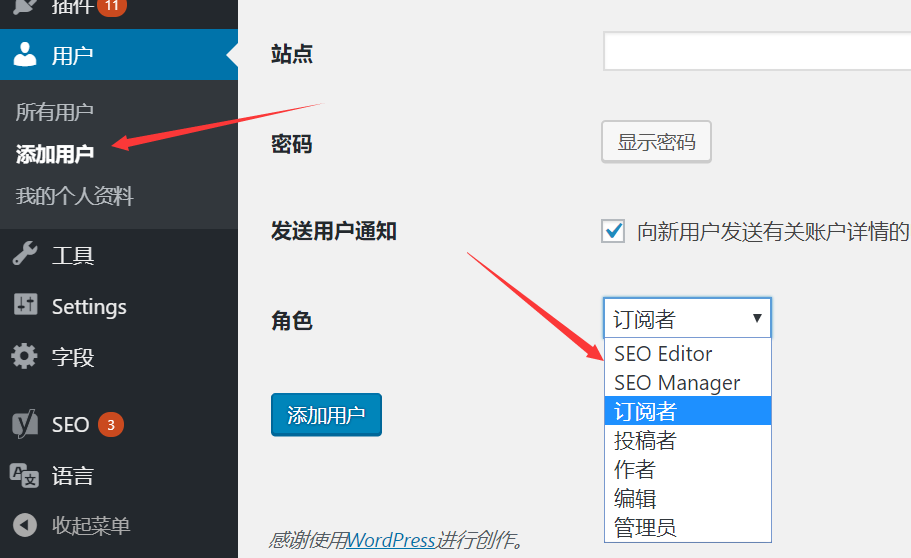 插件 11
用户
所有用户
添加用户
我的个人资料
工具
Settings
字段
SEO 3
语言
收起菜单
站点
密码
显示密码
发送用户通知
向新用户发送有关账户详情的
角色
订阅者
SEO Editor
SEO Manager
订阅者
投稿者
作者
编辑
管理员
添加用户
感谢使用WordPress进行创作。